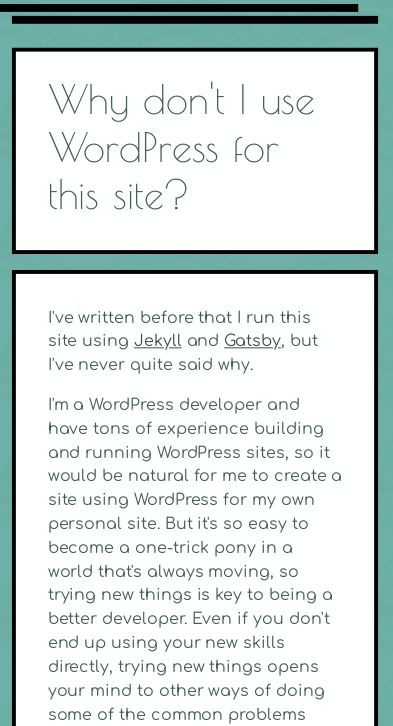 Why don't I use
WordPress for
this site?
I've written before that I run this
site using Jekyll and Gatsby, but
I've never quite said why.
I'm a WordPress developer and
have tons of experience building
and running WordPress sites, so it
would be natural for me to create a
site using WordPress for my own
personal site. But it's so easy to
become a one-trick pony in a
world that's always moving, so
trying new things is key to being a
better developer. Even if you don't
end up using your new skills
directly, trying new things opens
your mind to other ways of doing
some of the common problems